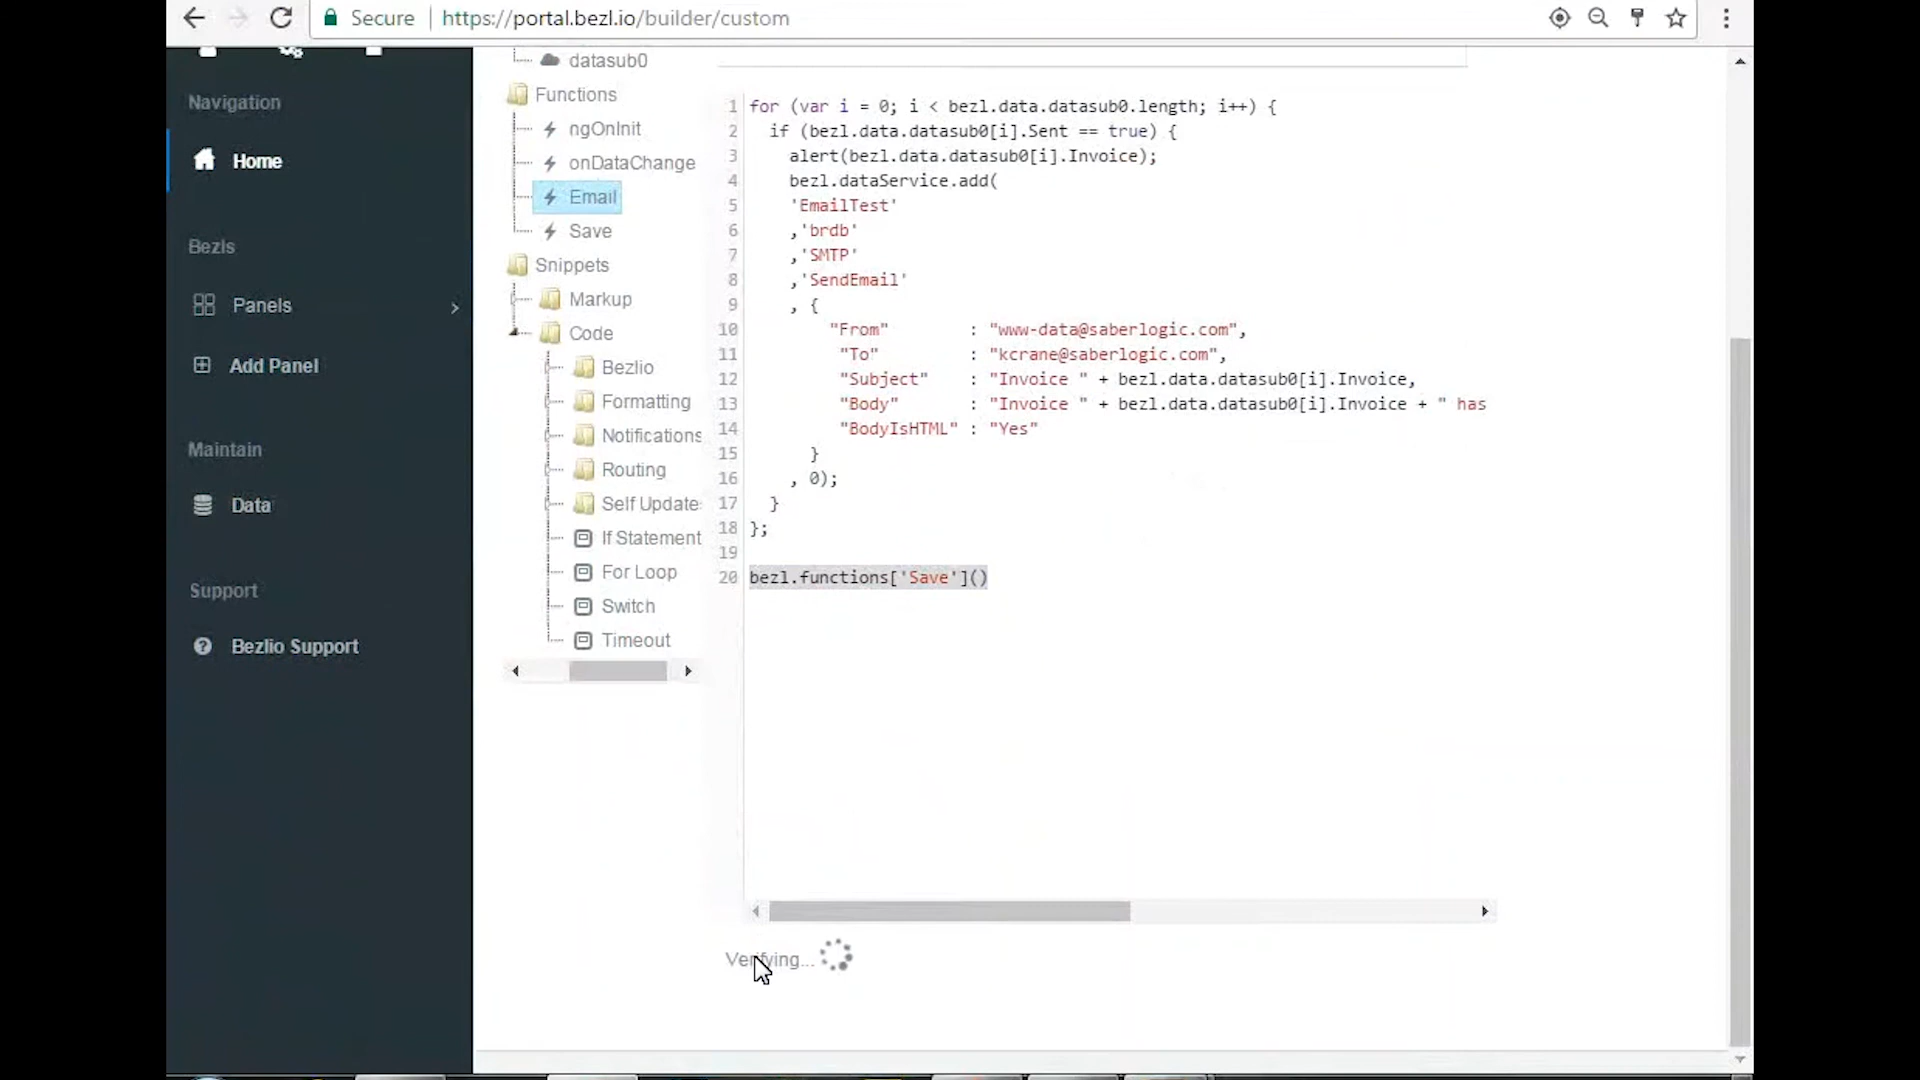 Secure https://portal.bezl.io/builder/custom
Navigation
Home
Bezls
Panels
Add Panel
Maintain
Data
Support
Bezlio Support
datasub0
Functions
ngOnInit
onDataChange
Email
Save
Snippets
Markup
Code
Bezlio
Formatting
Notifications
Routing
Self Update
If Statement
For Loop
Switch
Timeout
1 for (var i = 0; i < bezl.data.datasub0.length; i++) {
2 if (bezl.data.datasub0[i].Sent == true) {
3 alert(bezl.data.datasub0[i].Invoice);
4 bezl.dataService.add(
5 'EmailTest'
6 ,'brdb'
7 ,'SMTP'
8 ,'SendEmail'
9 , {
10 "From" : "www-data@saberlogic.com",
11 "To" : "kcrane@saberlogic.com",
12 "Subject" : "Invoice " + bezl.data.datasub0[i].Invoice,
13 "Body" : "Invoice " + bezl.data.datasub0[i].Invoice + " has
14 "BodyIsHTML" : "Yes"
15 }
16 , 0);
17 }
18 };
19
20 bezl.functions['Save']()
Verifying...